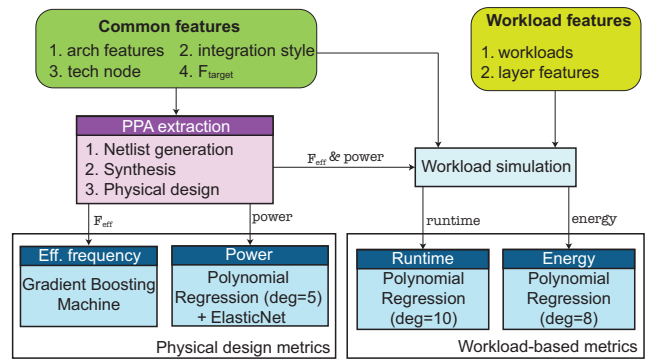 Common features
1. arch features 2. integration style
3. tech node 4. Ftarget
Workload features
1. workloads
2. layer features
PPA extraction
1. Netlist generation
2. Synthesis
3. Physical design
Feff & power
Workload simulation
Feff
power
runtime
energy
Eff. frequency
Gradient Boosting
Machine
Power
Polynomial
Regression (deg=5)
+ ElasticNet
Physical design metrics
Runtime
Polynomial
Regression
(deg=10)
Energy
Polynomial
Regression
(deg=8)
Workload-based metrics